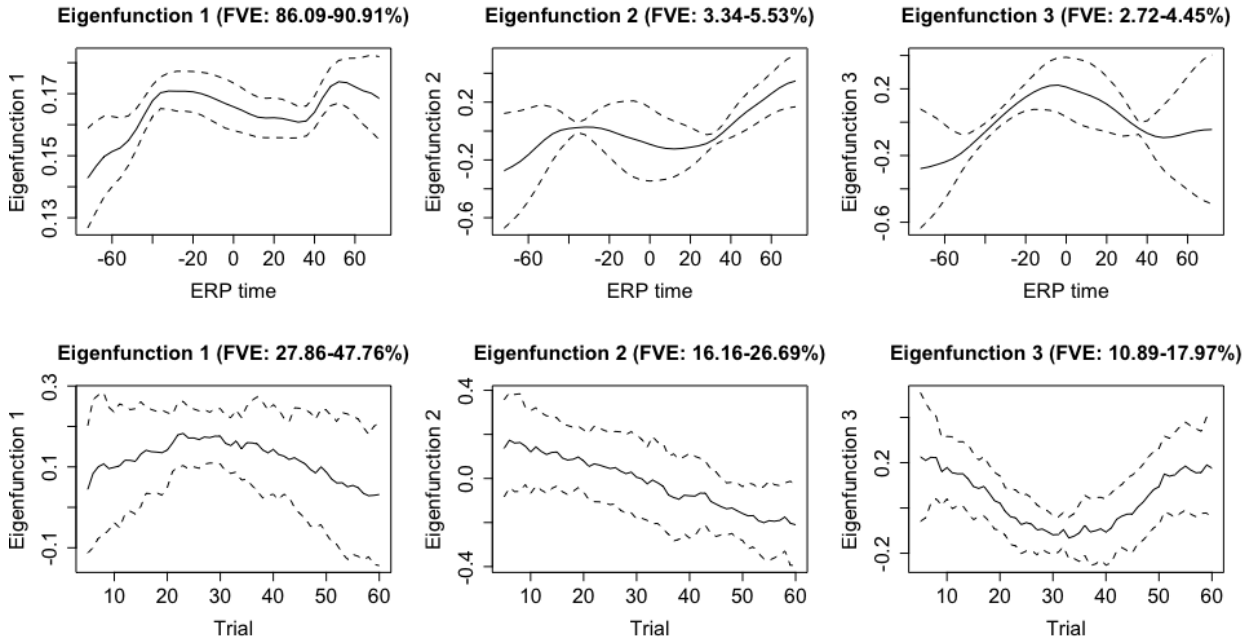 Eigenfunction 1 (FVE: 86.09-90.91%)
Eigenfunction 1
0.13 0.15 0.17
-60 -20 0 20 40 60
ERP time
Eigenfunction 2 (FVE: 3.34-5.53%)
Eigenfunction 2
-0.6 -0.2 0.2
-60 -20 0 20 40 60
ERP time
Eigenfunction 3 (FVE: 2.72-4.45%)
Eigenfunction 3
-0.6 -0.2 0.2
-60 -20 0 20 40 60
ERP time
Eigenfunction 1 (FVE: 27.86-47.76%)
Eigenfunction 1
-0.1 0.1 0.3
10 20 30 40 50 60
Trial
Eigenfunction 2 (FVE: 16.16-26.69%)
Eigenfunction 2
-0.4 0.0 0.4
10 20 30 40 50 60
Trial
Eigenfunction 3 (FVE: 10.89-17.97%)
Eigenfunction 3
-0.2 0.2
10 20 30 40 50 60
Trial